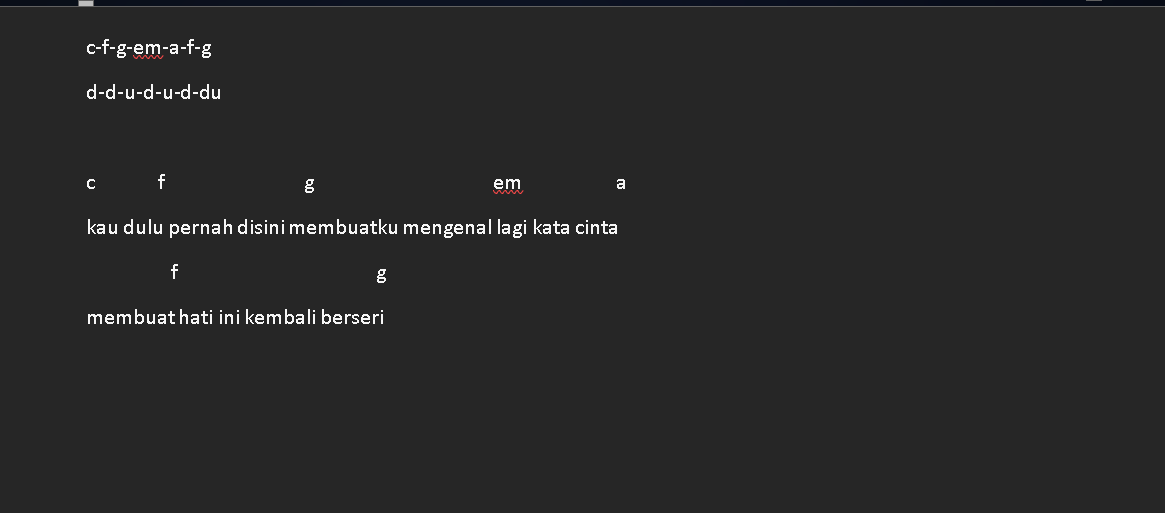 c-f-g-em-a-f-g
d-d-u-d-u-d-du
c f g em a
kau dulu pernah disini membuatku mengenal lagi kata cinta
f g
membuat hati ini kembali berseri